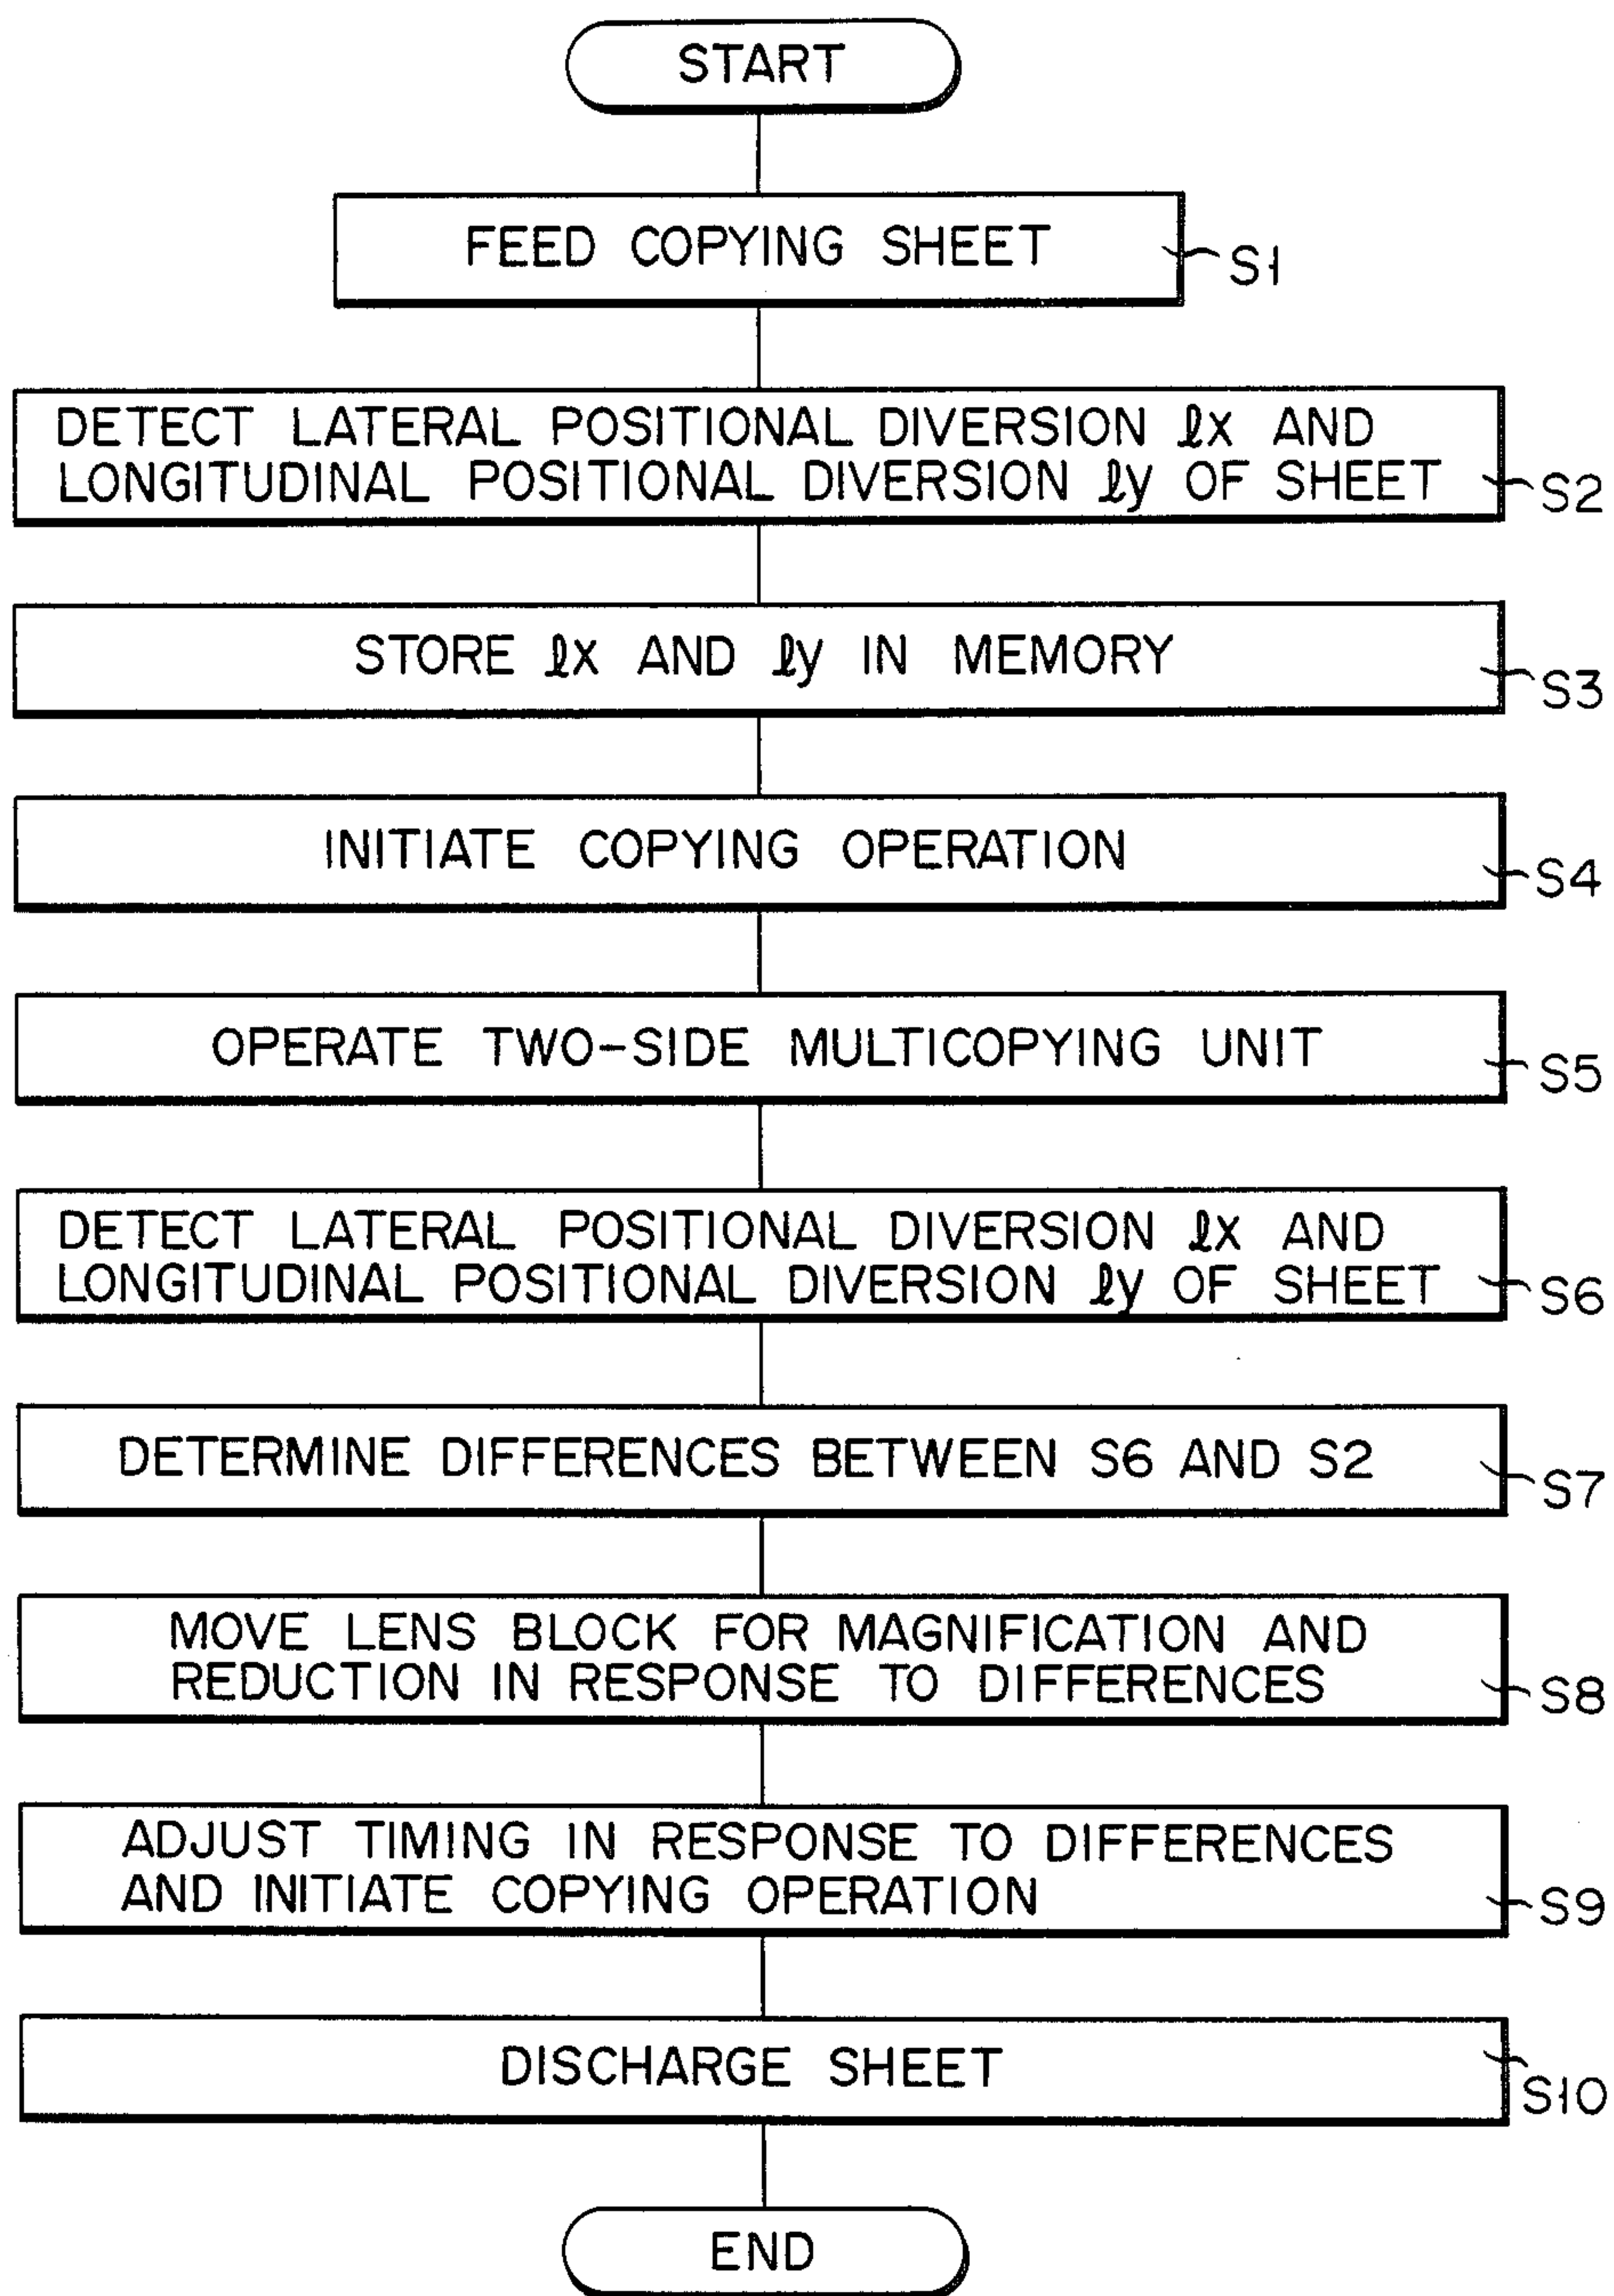 START
FEED COPYING SHEET
S1
DETECT LATERAL POSITIONAL DIVERSION ℓx AND
LONGITUDINAL POSITIONAL DIVERSION ℓy OF SHEET
S2
STORE ℓx AND ℓy IN MEMORY
S3
INITIATE COPYING OPERATION
S4
OPERATE TWO-SIDE MULTICOPYING UNIT
S5
DETECT LATERAL POSITIONAL DIVERSION ℓx AND
LONGITUDINAL POSITIONAL DIVERSION ℓy OF SHEET
S6
DETERMINE DIFFERENCES BETWEEN S6 AND S2
S7
MOVE LENS BLOCK FOR MAGNIFICATION AND
REDUCTION IN RESPONSE TO DIFFERENCES
S8
ADJUST TIMING IN RESPONSE TO DIFFERENCES
AND INITIATE COPYING OPERATION
S9
DISCHARGE SHEET
S10
END